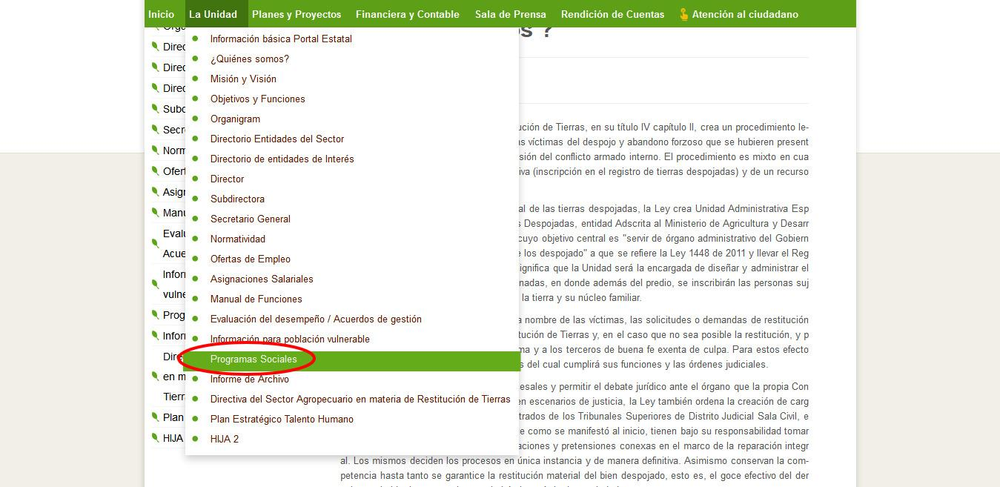 Inicio
La Unidad
Planes y Proyectos
Financiera y Contable
Sala de Prensa
Rendición de Cuentas
Atención al ciudadano
Información básica Portal Estatal
¿Quiénes somos?
Misión y Visión
Objetivos y Funciones
Organigram
Directorio Entidades del Sector
Directorio de entidades de Interés
Director
Subdirectora
Secretario General
Normatividad
Ofertas de Empleo
Asignaciones Salariales
Manual de Funciones
Evaluación del desempeño / Acuerdos de gestión
Información para población vulnerable
Programas Sociales
Informe de Archivo
Directiva del Sector Agropecuario en materia de Restitución de Tierras
Plan Estratégico Talento Humano
HIJA 2
Direc
Direc
Direc
Subd
Secre
Norm
Ofert
Asign
Manu
Evalu
Acue
Inforr
vulne
Prog
Inforr
Dire
en m
Tierr
Plan
HIJA
os ?
ución de Tierras, en su título IV capítulo II, crea un procedimiento le-
as víctimas del despojo y abandono forzoso que se hubieren present
sión del conflicto armado interno. El procedimiento es mixto en cua
iva (inscripción en el registro de tierras despojadas) y de un recurso
al de las tierras despojadas, la Ley crea Unidad Administrativa Esp
s Despojadas, entidad Adscrita al Ministerio de Agricultura y Desarr
cuyo objetivo central es "servir de órgano administrativo del Gobiern
e los despojado" a que se refiere la Ley 1448 de 2011 y llevar el Reg
ignifica que la Unidad será la encargada de diseñar y administrar el
nadas, en donde además del predio, se inscribirán las personas suj
la tierra y su núcleo familiar.
a nombre de las víctimas, las solicitudes o demandas de restitución
tución de Tierras y, en el caso que no sea posible la restitución, y p
ma y a los terceros de buena fe exenta de culpa. Para estos efecto
s del cual cumplirá sus funciones y las órdenes judiciales.
esales y permitir el debate jurídico ante el órgano que la propia Con
en escenarios de justicia, la Ley también ordena la creación de carg
trados de los Tribunales Superiores de Distrito Judicial Sala Civil, e
e como se manifestó al inicio, tienen bajo su responsabilidad tomar
aciones y pretensiones conexas en el marco de la reparación integr
al. Los mismos deciden los procesos en única instancia y de manera definitiva. Asimismo conservan la com-
petencia hasta tanto se garantice la restitución material del bien despojado, esto es, el goce efectivo del der